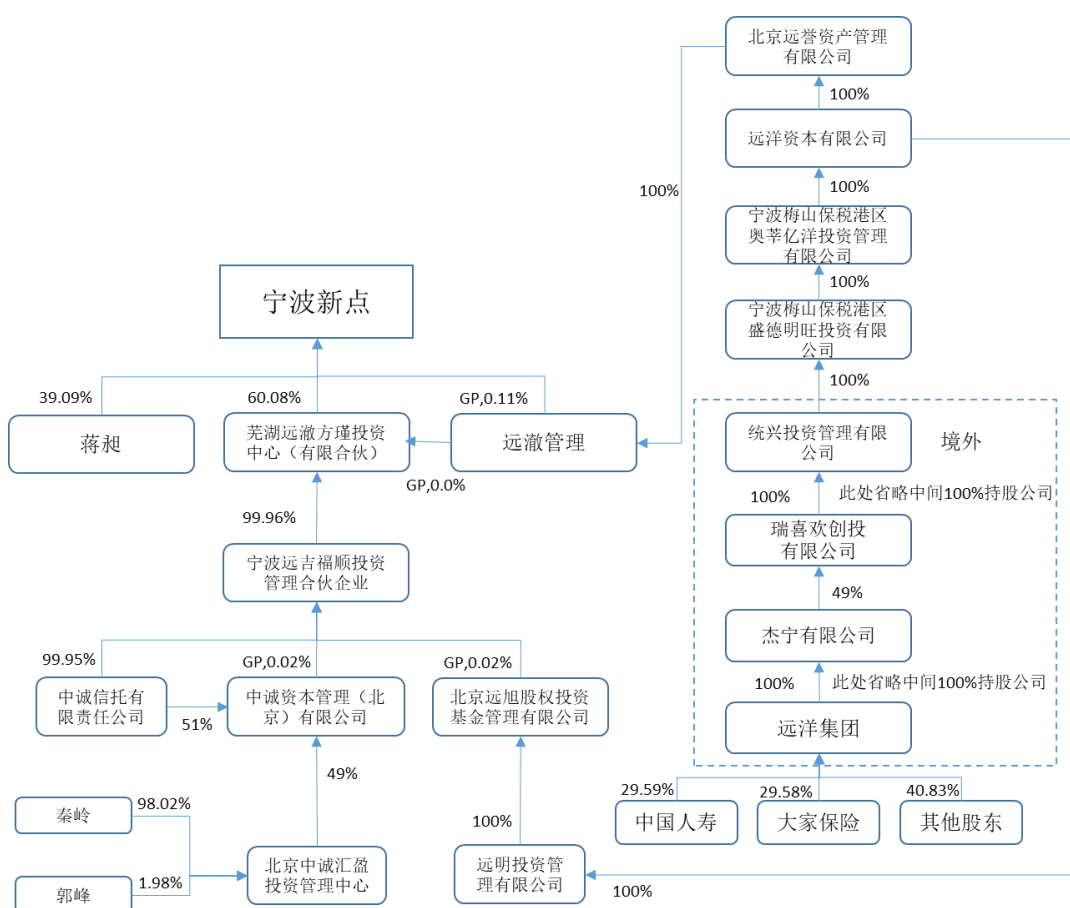 北京远誉资产管理
有限公司
100%
远洋资本有限公司
100%
100%
宁波梅山保税港区
奥莘亿洋投资管理
有限公司
宁波新点
100%
宁波梅山保税港区
盛德明旺投资有限
公司
100%
39.09%
60.08%
GP,0.11%
蒋昶
芜湖远澈方瑾投资
中心（有限合伙）
远澈管理
统兴投资管理有限
公司
境外
GP,0.0%
100%
此处省略中间100%持股公司
99.96%
瑞喜欢创投
有限公司
宁波远吉福顺投资
管理合伙企业
49%
杰宁有限公司
99.95%
GP,0.02%
GP,0.02%
100%
此处省略中间100%持股公司
中诚信托有
限责任公司
51%
中诚资本管理（北
京）有限公司
北京远旭股权投资
基金管理有限公司
远洋集团
49%
29.59%
29.58%
40.83%
中国人寿
大家保险
其他股东
秦岭
98.02%
100%
北京中诚汇盈
投资管理中心
远明投资管
理有限公司
100%
郭峰
1.98%